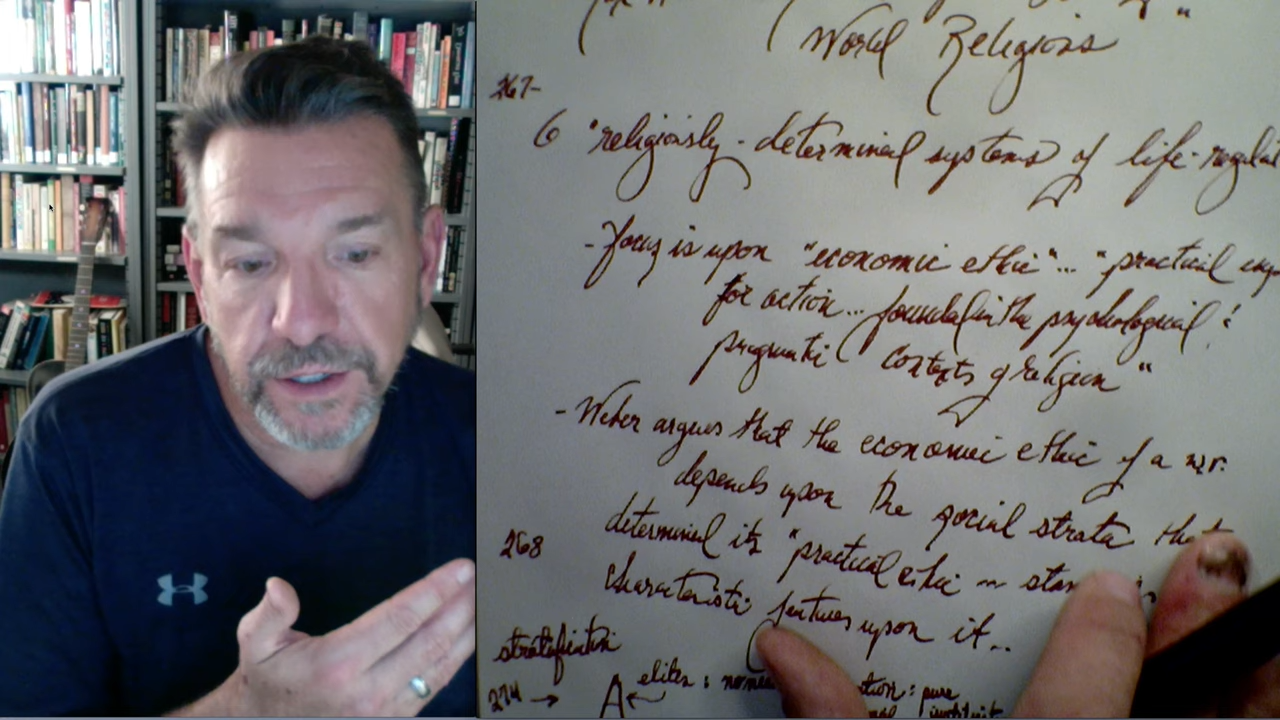 World Religions
267-
6 "religiously-determined systems of life-regulat
- focus is upon "economic ethic"... "practical
for action... founded in the psychological &
pragmatic contexts of religion"
- Weber argues that the economic ethic of a w.r.
depends upon the social strata that
determined its "practical ethic
268
characteristic features upon it...
stratification
274 → A ← elites :
pure